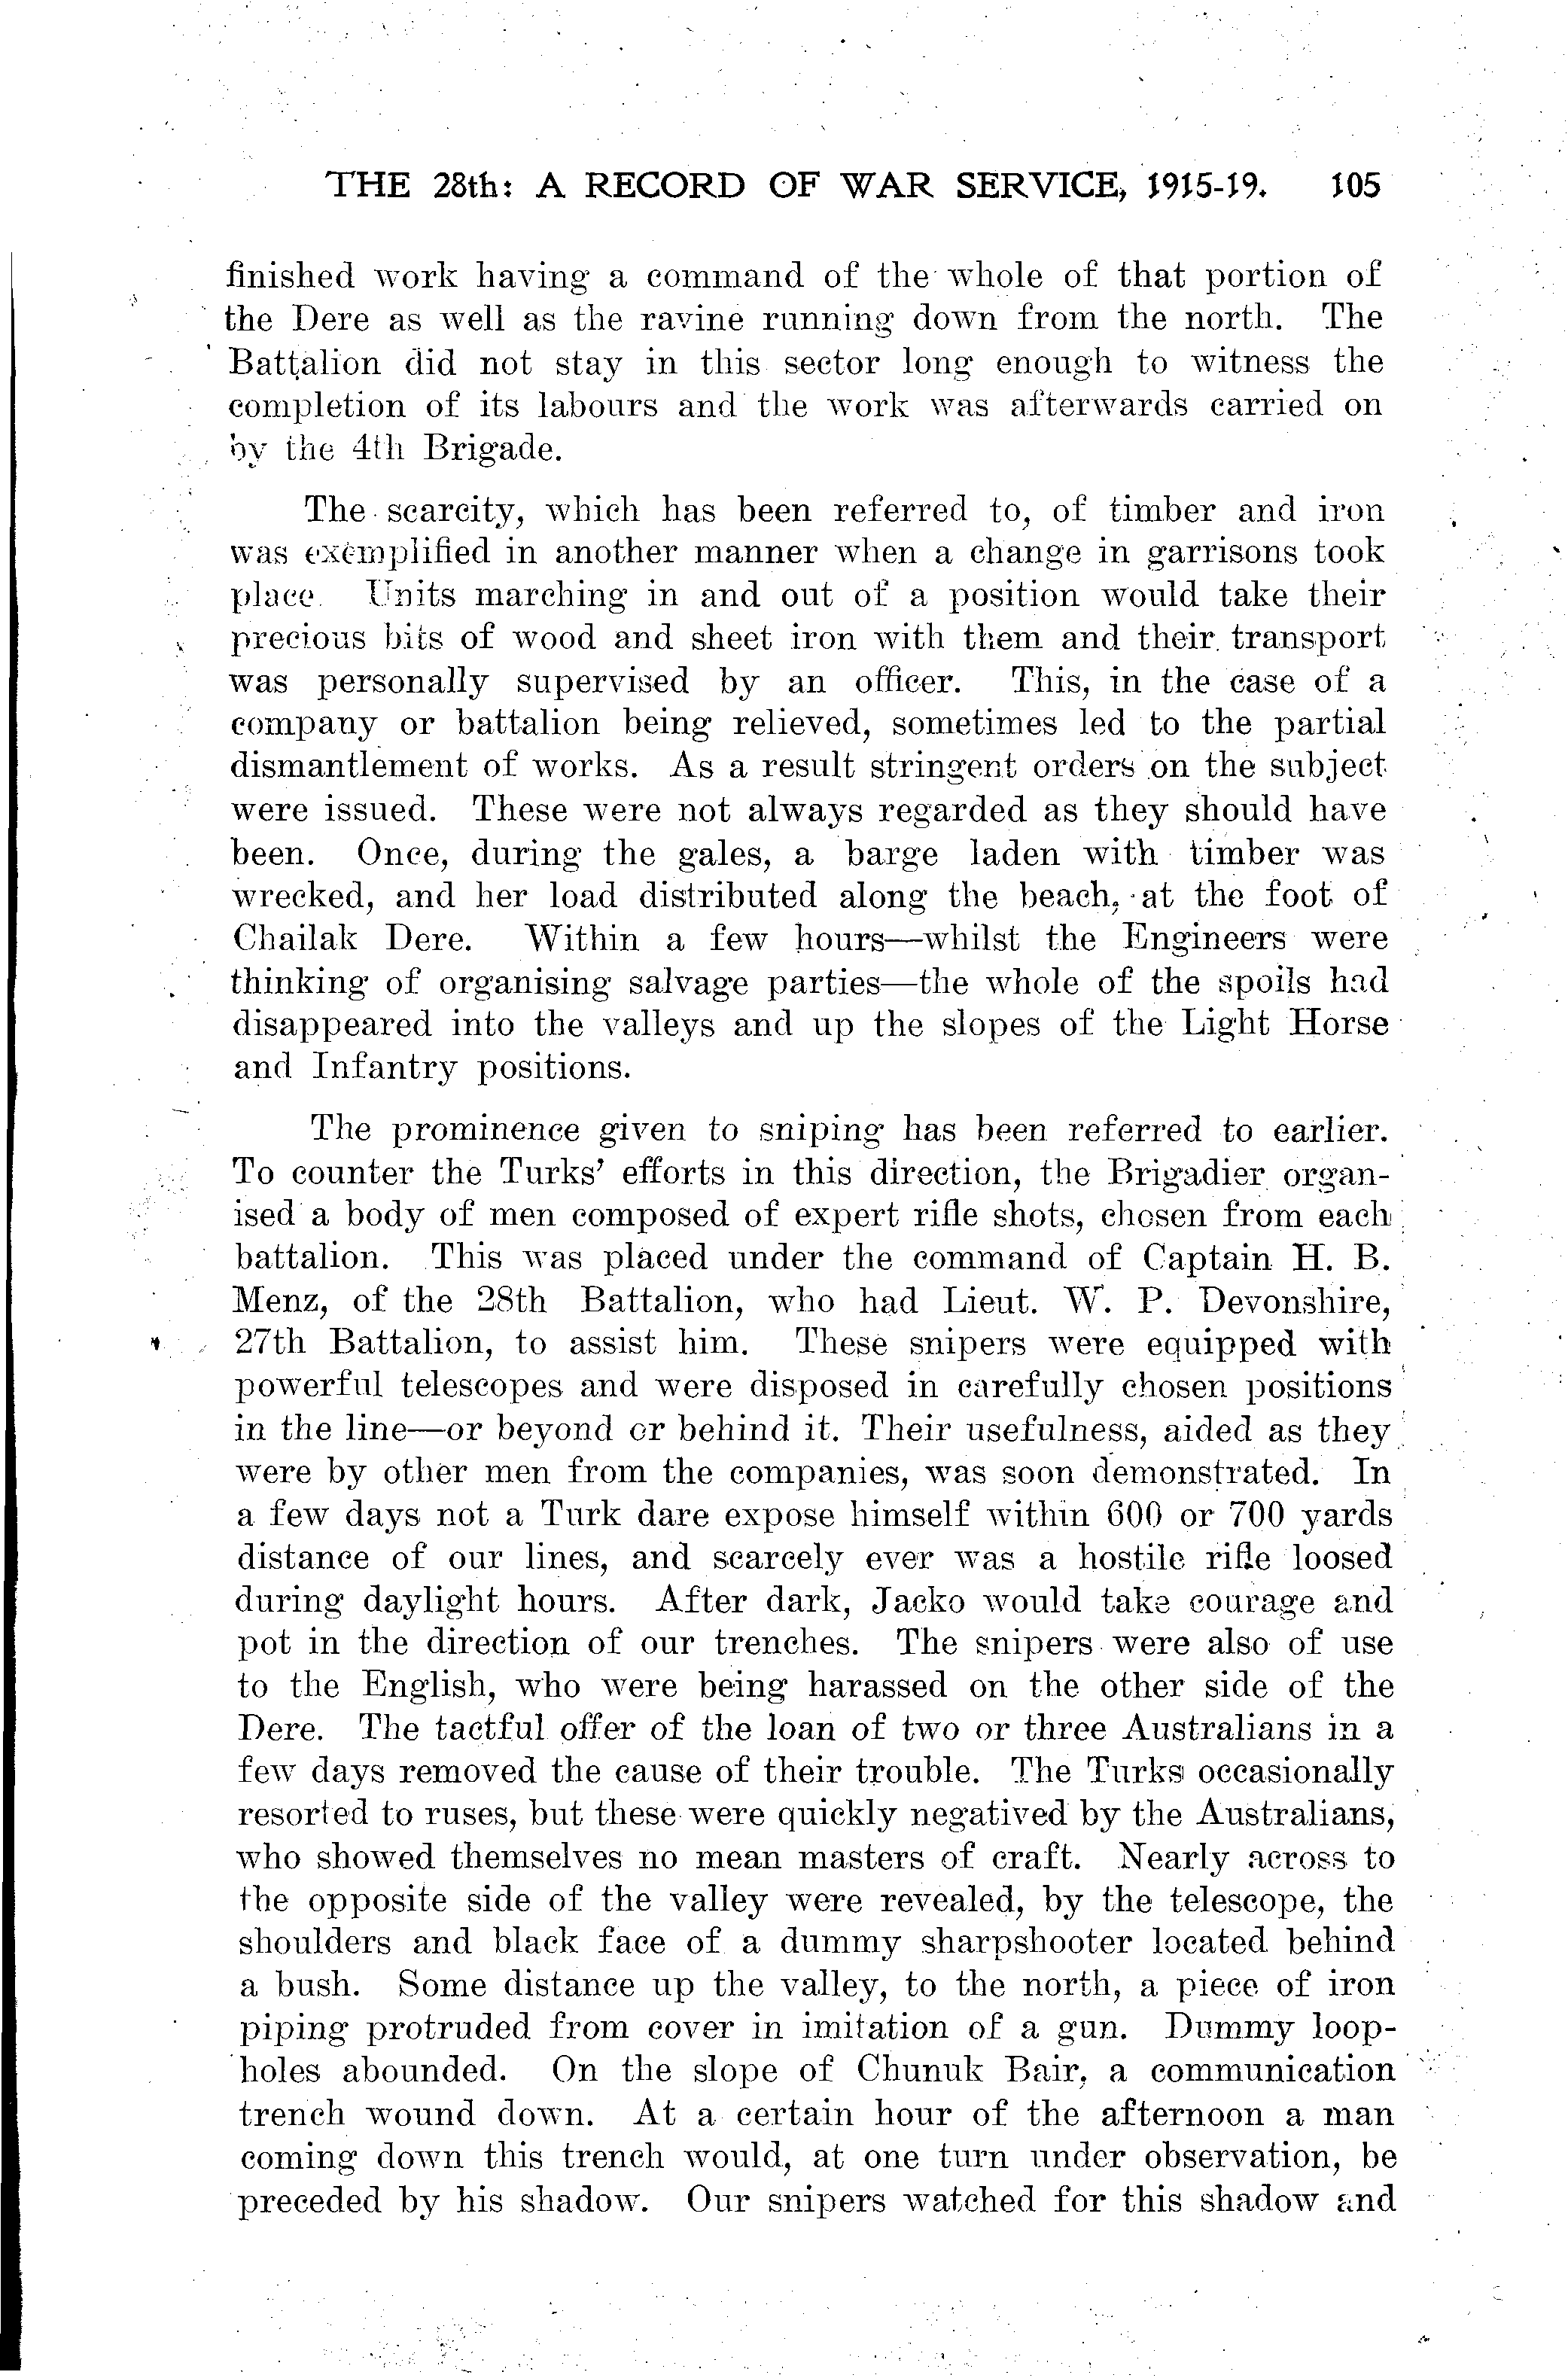 THE 28th: A RECORD OF WAR SERVICE, 1915-19. 105
finished work having a command of the whole of that portion of
the Dere as well as the ravine running down from the north. The
Battalion did not stay in this sector long enough to witness the
completion of its labours and the work was afterwards carried on
by the 4th Brigade.
The scarcity, which has been referred to, of timber and iron
was exemplified in another manner when a change in garrisons took
place. Units marching in and out of a position would take their
precious bits of wood and sheet iron with them and their transport
was personally supervised by an officer. This, in the case of a
company or battalion being relieved, sometimes led to the partial
dismantlement of works. As a result stringent orders on the subject
were issued. These were not always regarded as they should have
been. Once, during the gales, a barge laden with timber was
wrecked, and her load distributed along the beach, at the foot of
Chailak Dere. Within a few hours—whilst the Engineers were
thinking of organising salvage parties—the whole of the spoils had
disappeared into the valleys and up the slopes of the Light Horse
and Infantry positions.
The prominence given to sniping has been referred to earlier.
To counter the Turks' efforts in this direction, the Brigadier organ-
ised a body of men composed of expert rifle shots, chosen from each
battalion. This was placed under the command of Captain H. B.
Menz, of the 28th Battalion, who had Lieut. W. P. Devonshire,
27th Battalion, to assist him. These snipers were equipped with
powerful telescopes and were disposed in carefully chosen positions
in the line—or beyond or behind it. Their usefulness, aided as they
were by other men from the companies, was soon demonstrated. In
a few days not a Turk dare expose himself within 600 or 700 yards
distance of our lines, and scarcely ever was a hostile rifle loosed
during daylight hours. After dark, Jacko would take courage and
pot in the direction of our trenches. The snipers were also of use
to the English, who were being harassed on the other side of the
Dere. The tactful offer of the loan of two or three Australians in a
few days removed the cause of their trouble. The Turks occasionally
resorted to ruses, but these were quickly negatived by the Australians,
who showed themselves no mean masters of craft. Nearly across to
the opposite side of the valley were revealed, by the telescope, the
shoulders and black face of a dummy sharpshooter located behind
a bush. Some distance up the valley, to the north, a piece of iron
piping protruded from cover in imitation of a gun. Dummy loop-
holes abounded. On the slope of Chunuk Bair, a communication
trench wound down. At a certain hour of the afternoon a man
coming down this trench would, at one turn under observation, be
preceded by his shadow. Our snipers watched for this shadow and